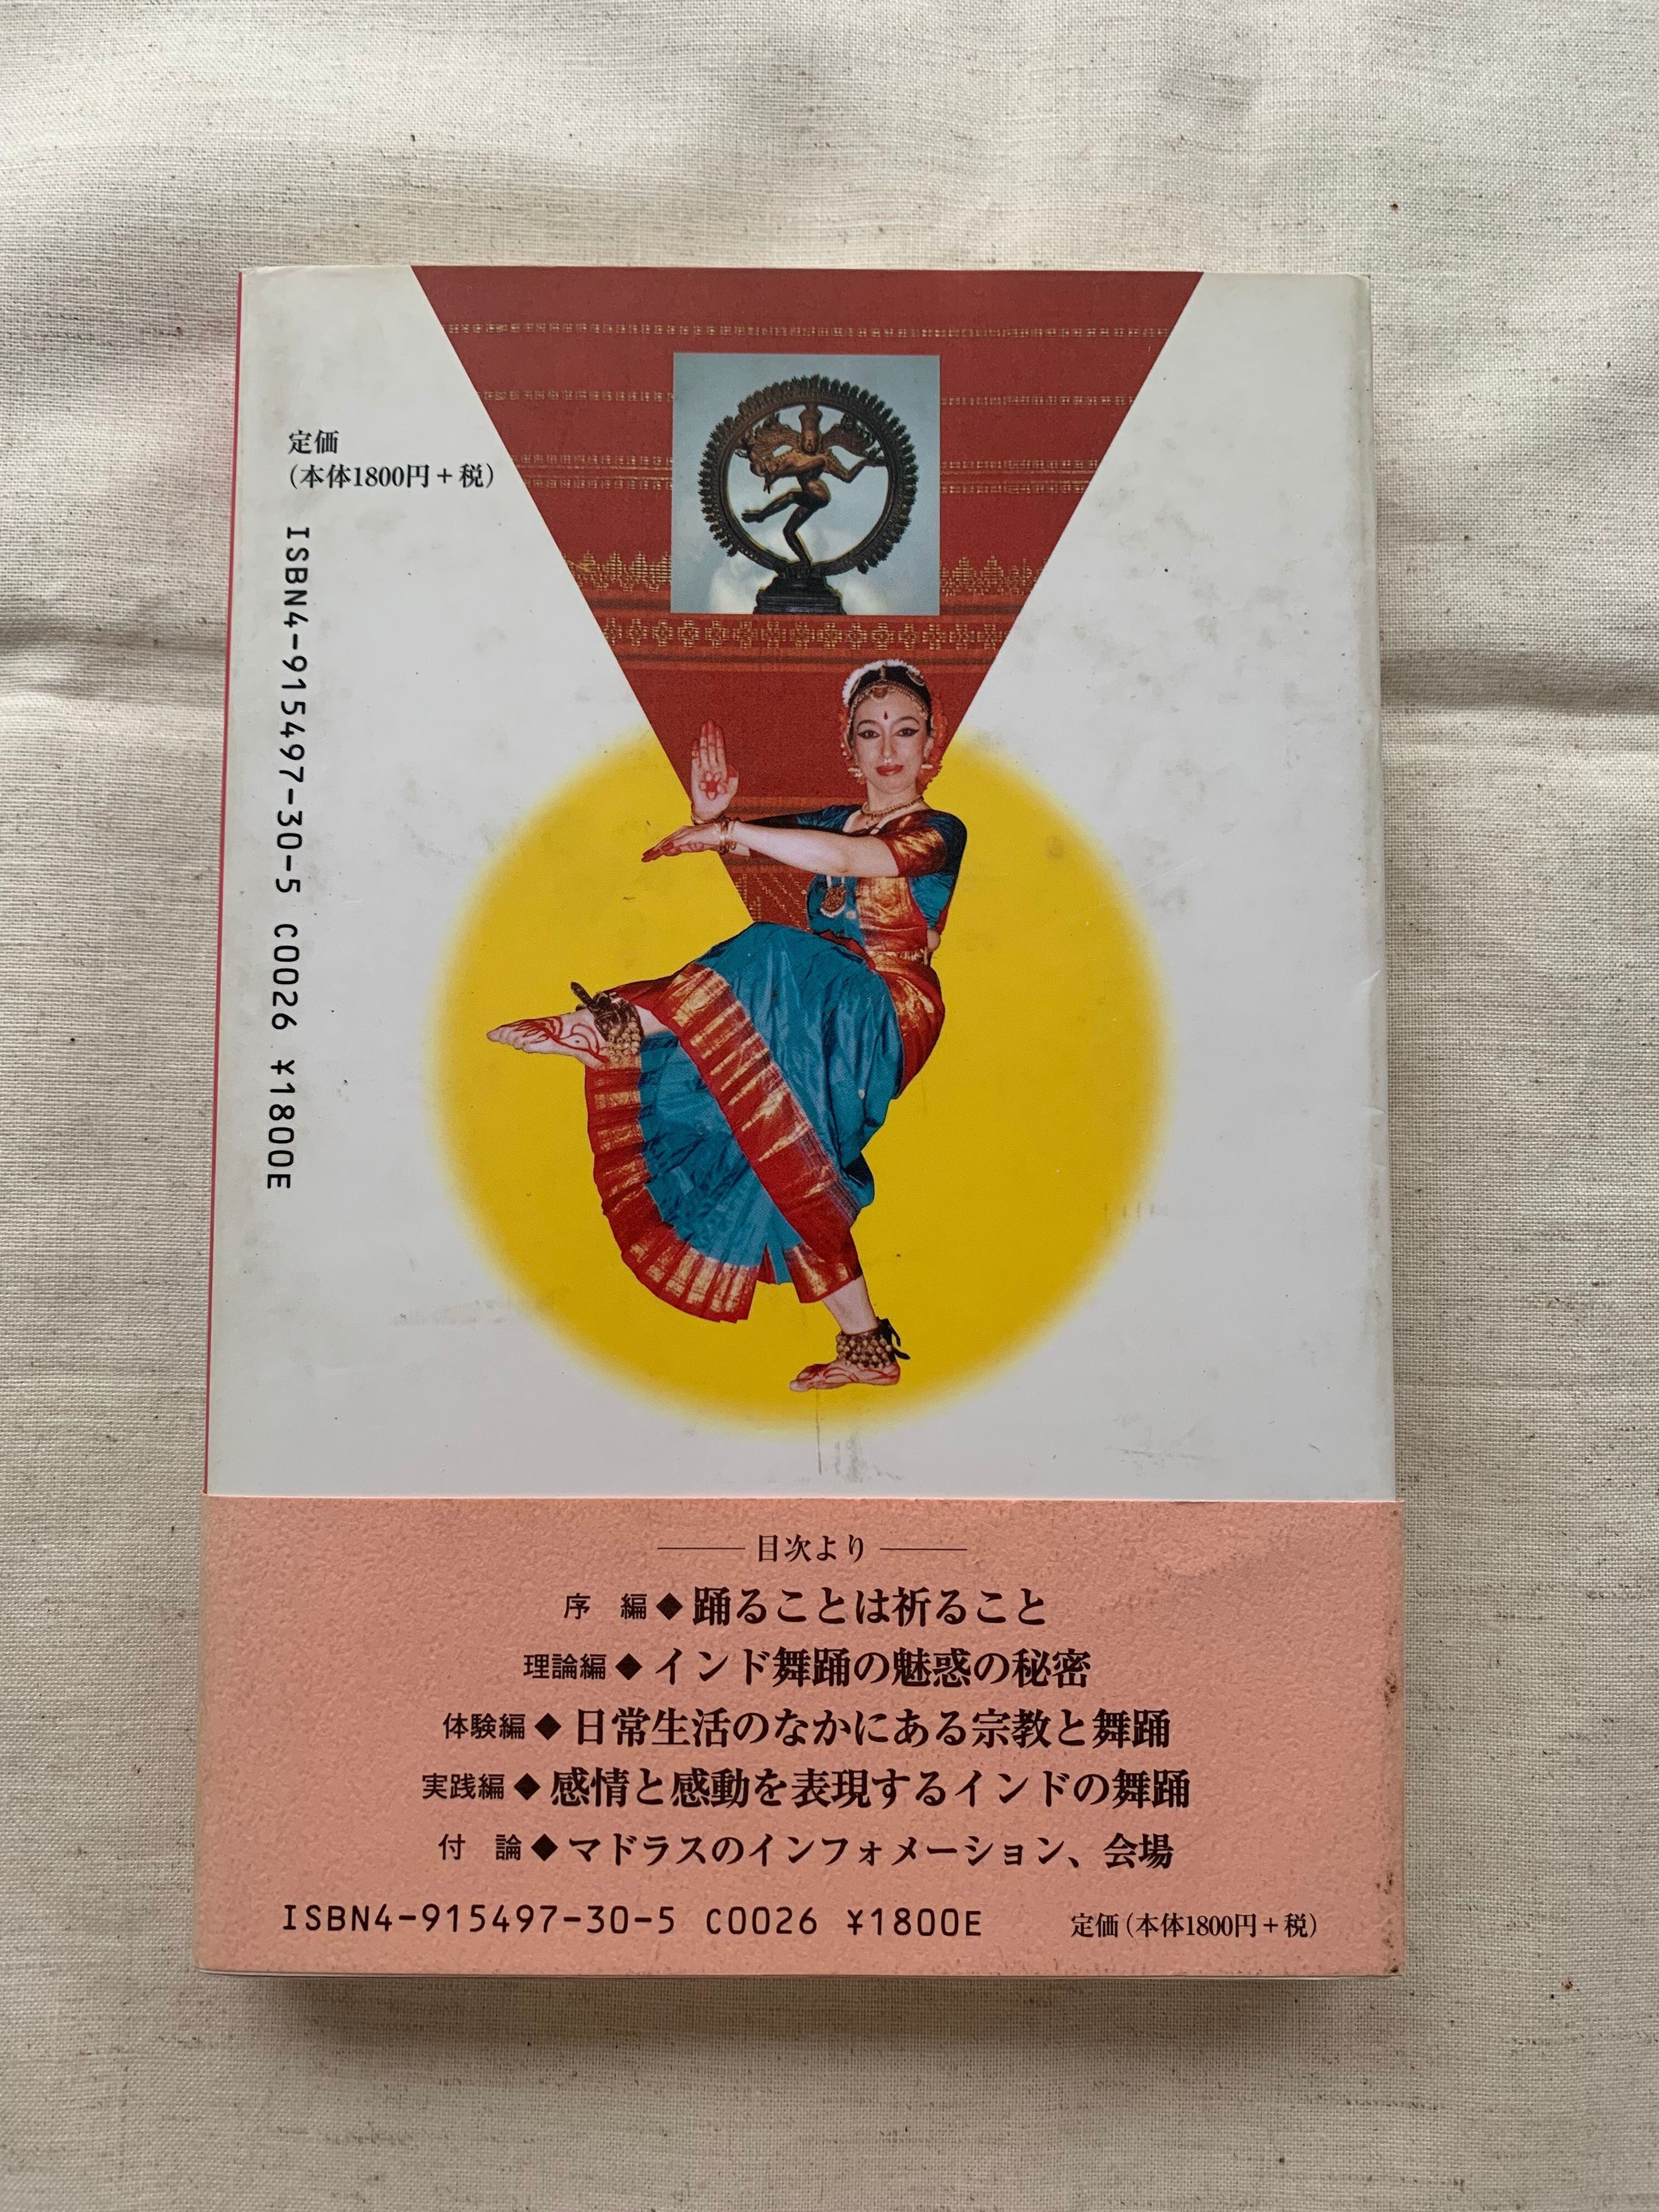 定価
(本体1800円+税)
ISBN4-915497-30-5 C0026 ¥1800E
目次より
序 編◆踊ることは祈ること
理論編◆インド舞踊の魅惑の秘密
体験編◆日常生活のなかにある宗教と舞踊
実践編◆感情と感動を表現するインドの舞踊
付 論◆マドラスのインフォメーション、会場
ISBN4-915497-30-5 C0026 ¥1800E 定価(本体1800円+税)